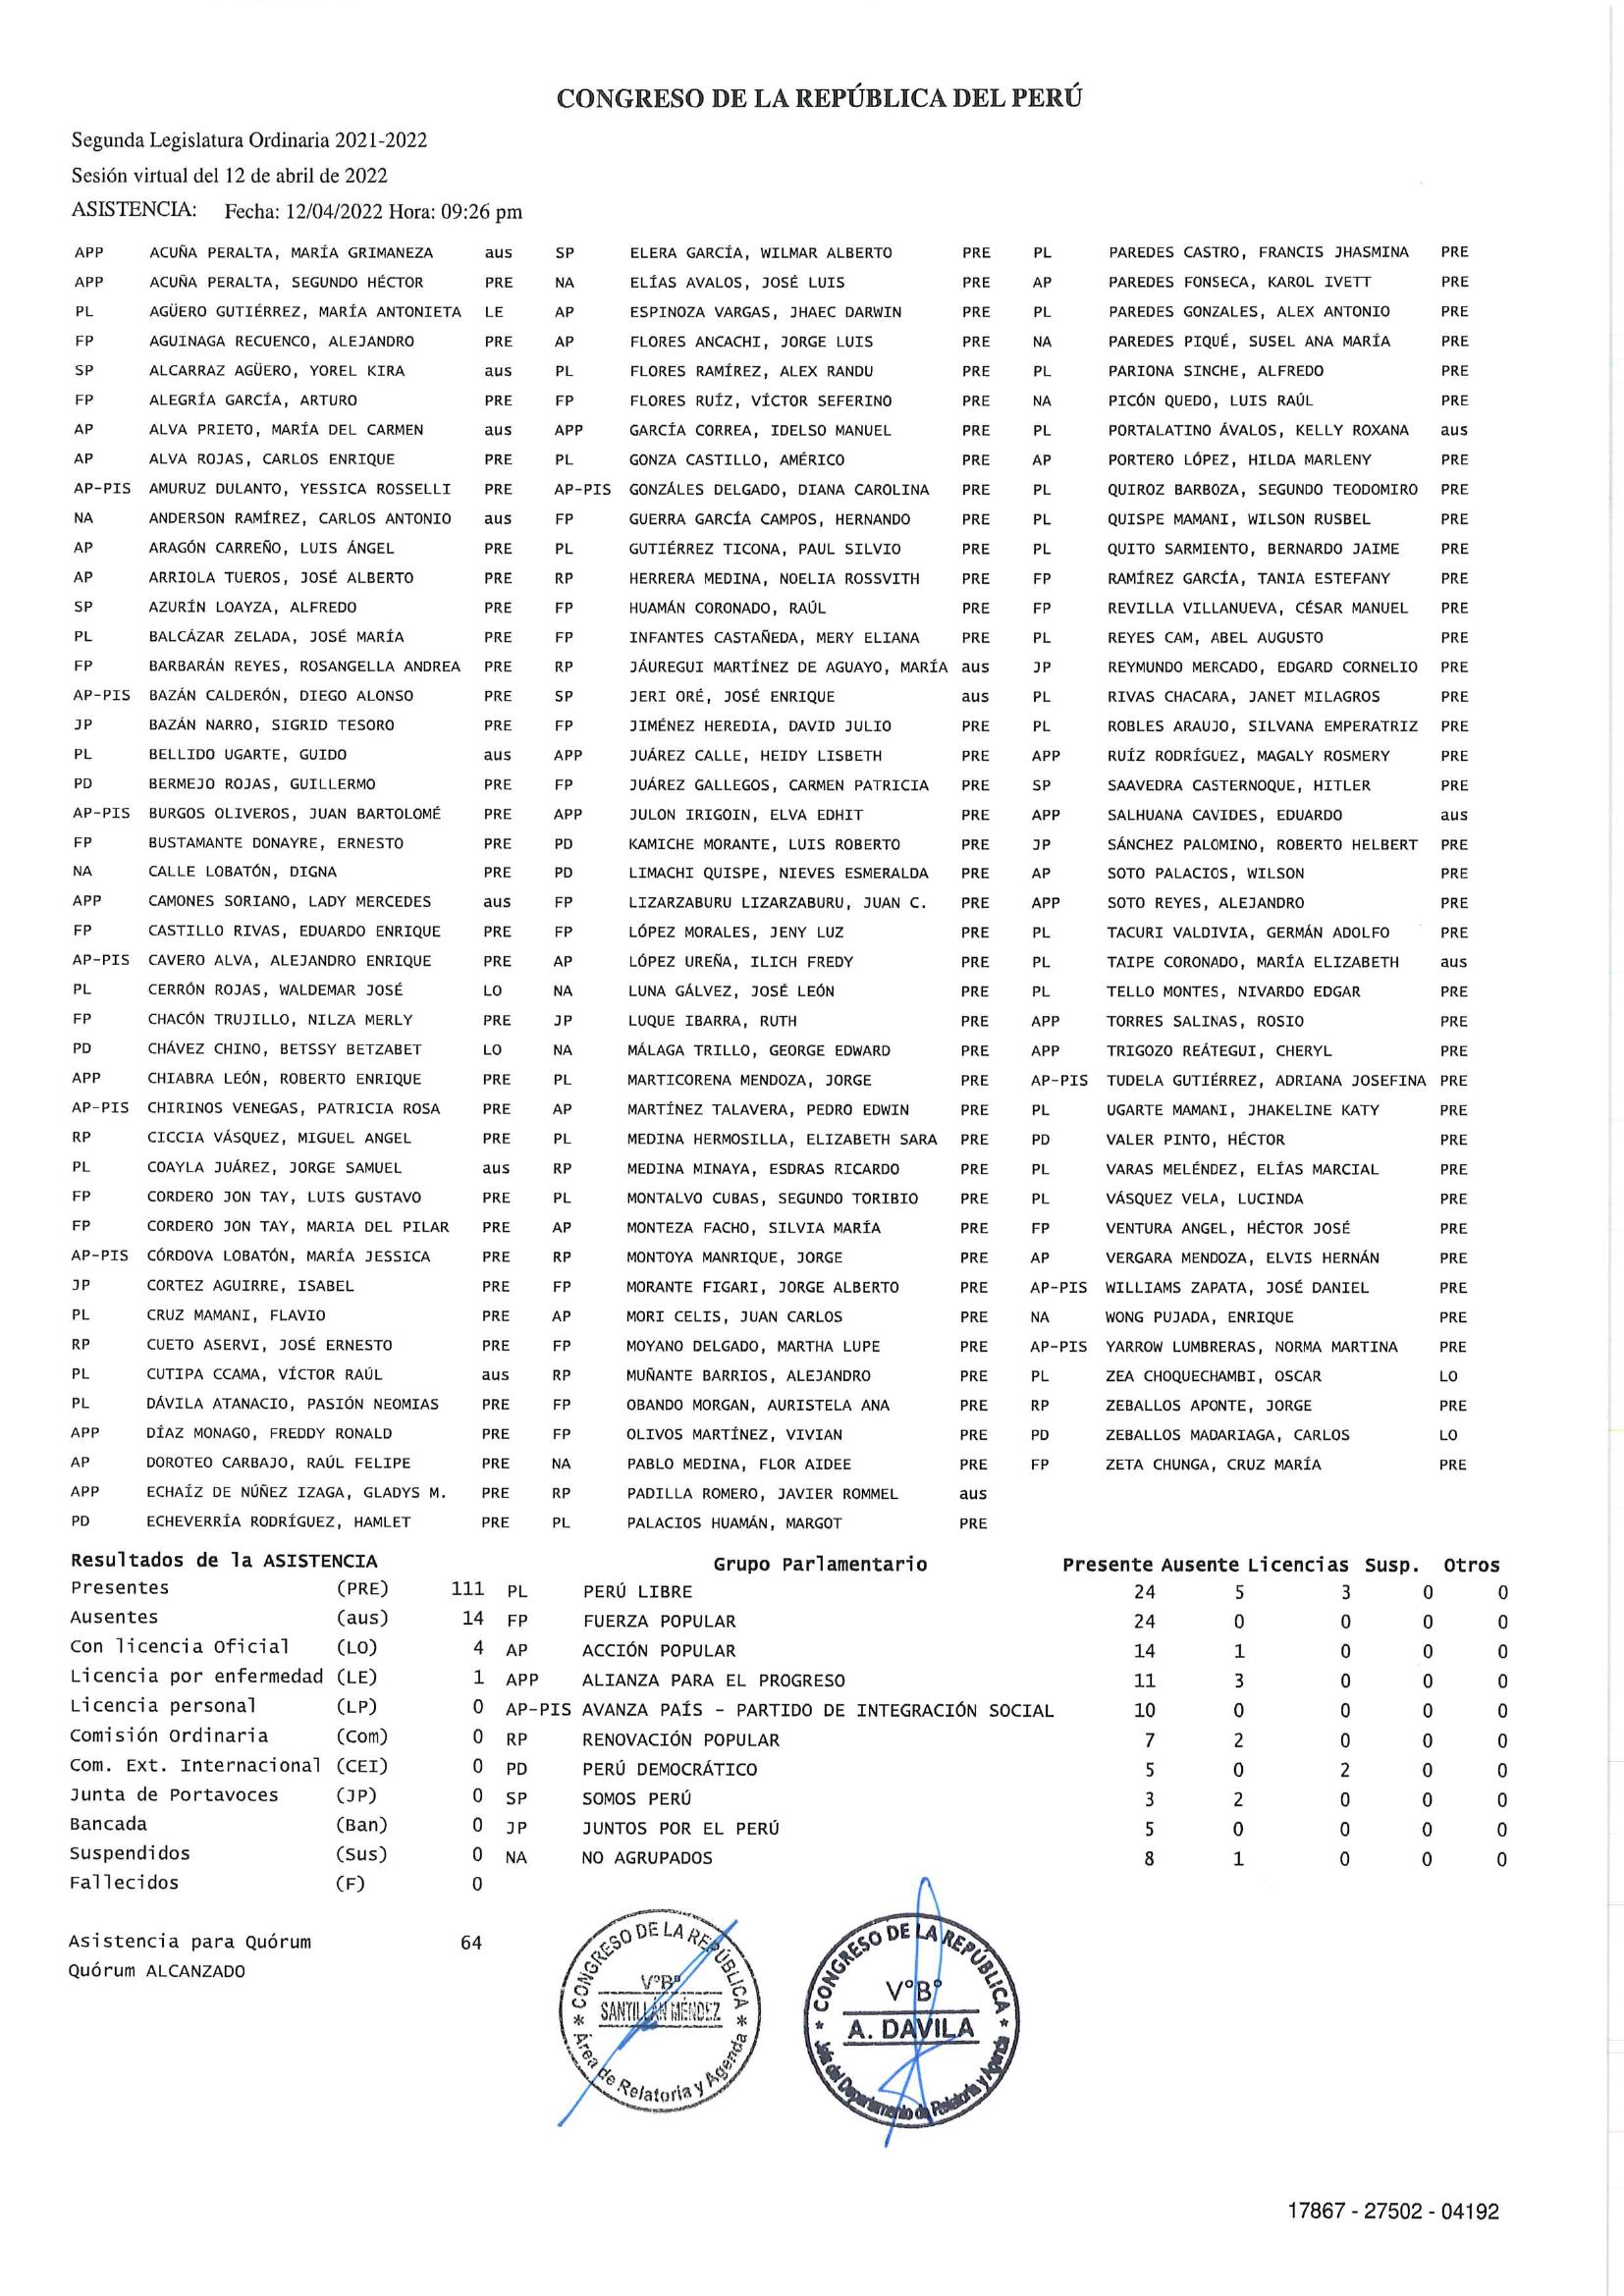 CONGRESO DE LA REPÚBLICA DEL PERÚ
Segunda Legislatura Ordinaria 2021-2022
Sesión virtual del 12 de abril de 2022
ASISTENCIA: Fecha: 12/04/2022 Hora: 09:26 pm
APP ACUÑA PERALTA, MARÍA GRIMANEZA aus SP ELERA GARCÍA, WILMAR ALBERTO PRE PL PAREDES CASTRO, FRANCIS JHASMINA PRE
APP ACUÑA PERALTA, SEGUNDO HÉCTOR PRE NA ELÍAS AVALOS, JOSÉ LUIS PRE AP PAREDES FONSECA, KAROL IVETT PRE
PL AGÜERO GUTIÉRREZ, MARÍA ANTONIETA LE AP ESPINOZA VARGAS, JHAEC DARWIN PRE PL PAREDES GONZALES, ALEX ANTONIO PRE
FP AGUINAGA RECUENCO, ALEJANDRO PRE AP FLORES ANCACHI, JORGE LUIS PRE NA PAREDES PIQUÉ, SUSEL ANA MARÍA PRE
SP ALCARRAZ AGÜERO, YOREL KIRA aus PL FLORES RAMÍREZ, ALEX RANDU PRE PL PARIONA SINCHE, ALFREDO PRE
FP ALEGRÍA GARCÍA, ARTURO PRE FP FLORES RUÍZ, VÍCTOR SEFERINO PRE NA PICÓN QUEDO, LUIS RAÚL PRE
AP ALVA PRIETO, MARÍA DEL CARMEN aus APP GARCÍA CORREA, IDELSO MANUEL PRE PL PORTALATINO ÁVALOS, KELLY ROXANA aus
AP ALVA ROJAS, CARLOS ENRIQUE PRE PL GONZA CASTILLO, AMÉRICO PRE AP PORTERO LÓPEZ, HILDA MARLENY PRE
AP-PIS AMURUZ DULANTO, YESSICA ROSSELLI PRE AP-PIS GONZÁLES DELGADO, DIANA CAROLINA PRE PL QUIROZ BARBOZA, SEGUNDO TEODOMIRO PRE
NA ANDERSON RAMÍREZ, CARLOS ANTONIO aus FP GUERRA GARCÍA CAMPOS, HERNANDO PRE PL QUISPE MAMANI, WILSON RUSBEL PRE
AP ARAGÓN CARREÑO, LUIS ÁNGEL PRE PL GUTIÉRREZ TICONA, PAUL SILVIO PRE PL QUITO SARMIENTO, BERNARDO JAIME PRE
AP ARRIOLA TUEROS, JOSÉ ALBERTO PRE RP HERRERA MEDINA, NOELIA ROSSVITH PRE FP RAMÍREZ GARCÍA, TANIA ESTEFANY PRE
SP AZURÍN LOAYZA, ALFREDO PRE FP HUAMÁN CORONADO, RAÚL PRE FP REVILLA VILLANUEVA, CÉSAR MANUEL PRE
PL BALCÁZAR ZELADA, JOSÉ MARÍA PRE FP INFANTES CASTAÑEDA, MERY ELIANA PRE PL REYES CAM, ABEL AUGUSTO PRE
FP BARBARÁN REYES, ROSANGELLA ANDREA PRE RP JÁUREGUI MARTÍNEZ DE AGUAYO, MARÍA aus JP REYMUNDO MERCADO, EDGARD CORNELIO PRE
AP-PIS BAZÁN CALDERÓN, DIEGO ALONSO PRE SP JERI ORÉ, JOSÉ ENRIQUE aus PL RIVAS CHACARA, JANET MILAGROS PRE
JP BAZÁN NARRO, SIGRID TESORO PRE FP JIMÉNEZ HEREDIA, DAVID JULIO PRE PL ROBLES ARAUJO, SILVANA EMPERATRIZ PRE
PL BELLIDO UGARTE, GUIDO aus APP JUÁREZ CALLE, HEIDY LISBETH PRE APP RUÍZ RODRÍGUEZ, MAGALY ROSMERY PRE
PD BERMEJO ROJAS, GUILLERMO PRE FP JUÁREZ GALLEGOS, CARMEN PATRICIA PRE SP SAAVEDRA CASTERNOQUE, HITLER PRE
AP-PIS BURGOS OLIVEROS, JUAN BARTOLOMÉ PRE APP JULON IRIGOIN, ELVA EDHIT PRE APP SALHUANA CAVIDES, EDUARDO aus
FP BUSTAMANTE DONAYRE, ERNESTO PRE PD KAMICHE MORANTE, LUIS ROBERTO PRE JP SÁNCHEZ PALOMINO, ROBERTO HELBERT PRE
NA CALLE LOBATÓN, DIGNA PRE PD LIMACHI QUISPE, NIEVES ESMERALDA PRE AP SOTO PALACIOS, WILSON PRE
APP CAMONES SORIANO, LADY MERCEDES aus FP LIZARZABURU LIZARZABURU, JUAN C. PRE APP SOTO REYES, ALEJANDRO PRE
FP CASTILLO RIVAS, EDUARDO ENRIQUE PRE FP LÓPEZ MORALES, JENY LUZ PRE PL TACURI VALDIVIA, GERMÁN ADOLFO PRE
AP-PIS CAVERO ALVA, ALEJANDRO ENRIQUE PRE AP LÓPEZ UREÑA, ILICH FREDY PRE PL TAIPE CORONADO, MARÍA ELIZABETH aus
PL CERRÓN ROJAS, WALDEMAR JOSÉ LO NA LUNA GÁLVEZ, JOSÉ LEÓN PRE PL TELLO MONTES, NIVARDO EDGAR PRE
FP CHACÓN TRUJILLO, NILZA MERLY PRE JP LUQUE IBARRA, RUTH PRE APP TORRES SALINAS, ROSIO PRE
PD CHÁVEZ CHINO, BETSSY BETZABET LO NA MÁLAGA TRILLO, GEORGE EDWARD PRE APP TRIGOZO REÁTEGUI, CHERYL PRE
APP CHIABRA LEÓN, ROBERTO ENRIQUE PRE PL MARTICORENA MENDOZA, JORGE PRE AP-PIS TUDELA GUTIÉRREZ, ADRIANA JOSEFINA PRE
AP-PIS CHIRINOS VENEGAS, PATRICIA ROSA PRE AP MARTÍNEZ TALAVERA, PEDRO EDWIN PRE PL UGARTE MAMANI, JHAKELINE KATY PRE
RP CICCIA VÁSQUEZ, MIGUEL ANGEL PRE PL MEDINA HERMOSILLA, ELIZABETH SARA PRE PD VALER PINTO, HÉCTOR PRE
PL COAYLA JUÁREZ, JORGE SAMUEL aus RP MEDINA MINAYA, ESDRAS RICARDO PRE PL VARAS MELÉNDEZ, ELÍAS MARCIAL PRE
FP CORDERO JON TAY, LUIS GUSTAVO PRE PL MONTALVO CUBAS, SEGUNDO TORIBIO PRE PL VÁSQUEZ VELA, LUCINDA PRE
FP CORDERO JON TAY, MARIA DEL PILAR PRE AP MONTEZA FACHO, SILVIA MARÍA PRE FP VENTURA ANGEL, HÉCTOR JOSÉ PRE
AP-PIS CÓRDOVA LOBATÓN, MARÍA JESSICA PRE RP MONTOYA MANRIQUE, JORGE PRE AP VERGARA MENDOZA, ELVIS HERNÁN PRE
JP CORTEZ AGUIRRE, ISABEL PRE FP MORANTE FIGARI, JORGE ALBERTO PRE AP-PIS WILLIAMS ZAPATA, JOSÉ DANIEL PRE
PL CRUZ MAMANI, FLAVIO PRE AP MORI CELIS, JUAN CARLOS PRE NA WONG PUJADA, ENRIQUE PRE
RP CUETO ASERVI, JOSÉ ERNESTO PRE FP MOYANO DELGADO, MARTHA LUPE PRE AP-PIS YARROW LUMBRERAS, NORMA MARTINA PRE
PL CUTIPA CCAMA, VÍCTOR RAÚL aus RP MUÑANTE BARRIOS, ALEJANDRO PRE PL ZEA CHOQUECHAMBI, OSCAR LO
PL DÁVILA ATANACIO, PASIÓN NEOMIAS PRE FP OBANDO MORGAN, AURISTELA ANA PRE RP ZEBALLOS APONTE, JORGE PRE
APP DÍAZ MONAGO, FREDDY RONALD PRE FP OLIVOS MARTÍNEZ, VIVIAN PRE PD ZEBALLOS MADARIAGA, CARLOS LO
AP DOROTEO CARBAJO, RAÚL FELIPE PRE NA PABLO MEDINA, FLOR AIDEE PRE FP ZETA CHUNGA, CRUZ MARÍA PRE
APP ECHAÍZ DE NÚÑEZ IZAGA, GLADYS M. PRE RP PADILLA ROMERO, JAVIER ROMMEL aus
PD ECHEVERRÍA RODRÍGUEZ, HAMLET PRE PL PALACIOS HUAMÁN, MARGOT PRE
Resultados de la ASISTENCIA Grupo Parlamentario Presente Ausente Licencias Susp. Otros
Presentes (PRE) 111 PL PERÚ LIBRE 24 5 3 0 0
Ausentes (aus) 14 FP FUERZA POPULAR 24 0 0 0 0
Con licencia Oficial (LO) 4 AP ACCIÓN POPULAR 14 1 0 0 0
Licencia por enfermedad (LE) 1 APP ALIANZA PARA EL PROGRESO 11 3 0 0 0
Licencia personal (LP) 0 AP-PIS AVANZA PAÍS - PARTIDO DE INTEGRACIÓN SOCIAL 10 0 0 0 0
Comisión Ordinaria (Com) 0 RP RENOVACIÓN POPULAR 7 2 0 0 0
Com. Ext. Internacional (CEI) 0 PD PERÚ DEMOCRÁTICO 5 0 2 0 0
Junta de Portavoces (JP) 0 SP SOMOS PERÚ 3 2 0 0 0
Bancada (Ban) 0 JP JUNTOS POR EL PERÚ 5 0 0 0 0
Suspendidos (Sus) 0 NA NO AGRUPADOS 8 1 0 0 0
Fallecidos (F) 0
Asistencia para Quórum 64
Quórum ALCANZADO
CONGRESO DE LA REPÚBLICA
V°B°
SANTILLÁN MÉNDEZ
Área de Relatoría y Agenda
CONGRESO DE LA REPÚBLICA
V°B°
A. DAVILA
Jefa del Departamento de Relatoría y Agenda
17867 - 27502 - 04192